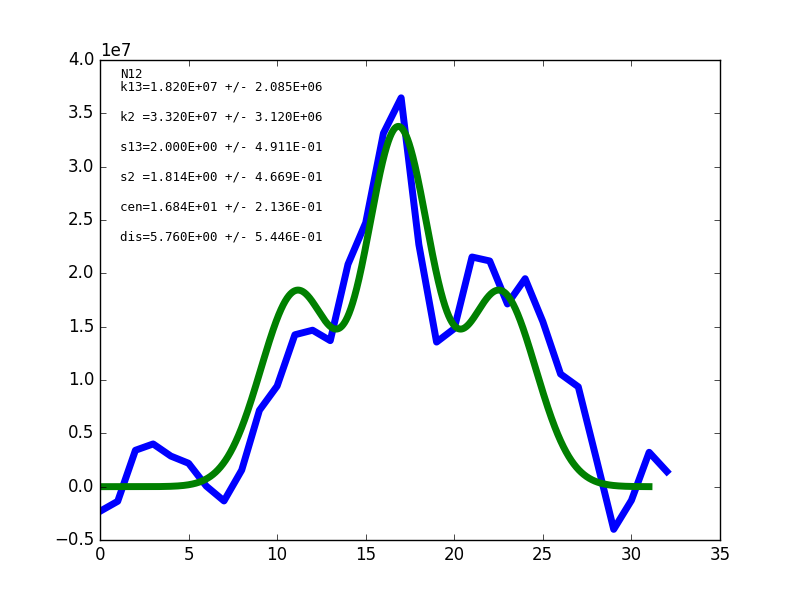 1e7
4.0
3.5
3.0
2.5
2.0
1.5
1.0
0.5
0.0
−0.5
N12
k13=1.820E+07 +/- 2.085E+06
k2 =3.320E+07 +/- 3.120E+06
s13=2.000E+00 +/- 4.911E-01
s2 =1.814E+00 +/- 4.669E-01
cen=1.684E+01 +/- 2.136E-01
dis=5.760E+00 +/- 5.446E-01
0 5 10 15 20 25 30 35